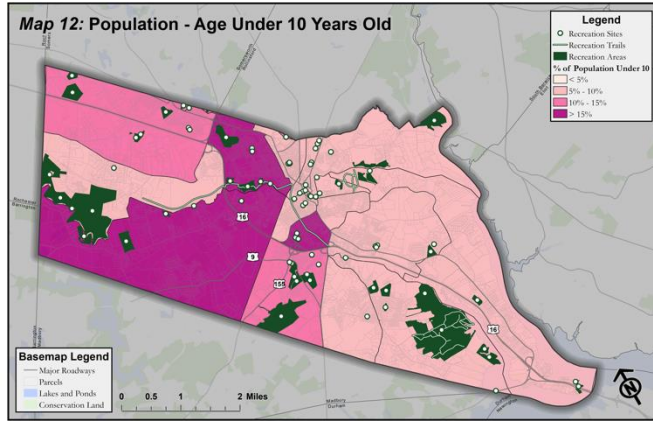 Map 12: Population - Age Under 10 Years Old
Legend
Recreation Sites
Recreation Trails
Recreation Areas
% of Population Under 10
< 5%
5% - 10%
10% - 15%
> 15%
16
9
155
16
Basemap Legend
Major Roadways
Parcels
Lakes and Ponds
Conservation Land
0 0.5 1 2 Miles
Madbury
Durham
N